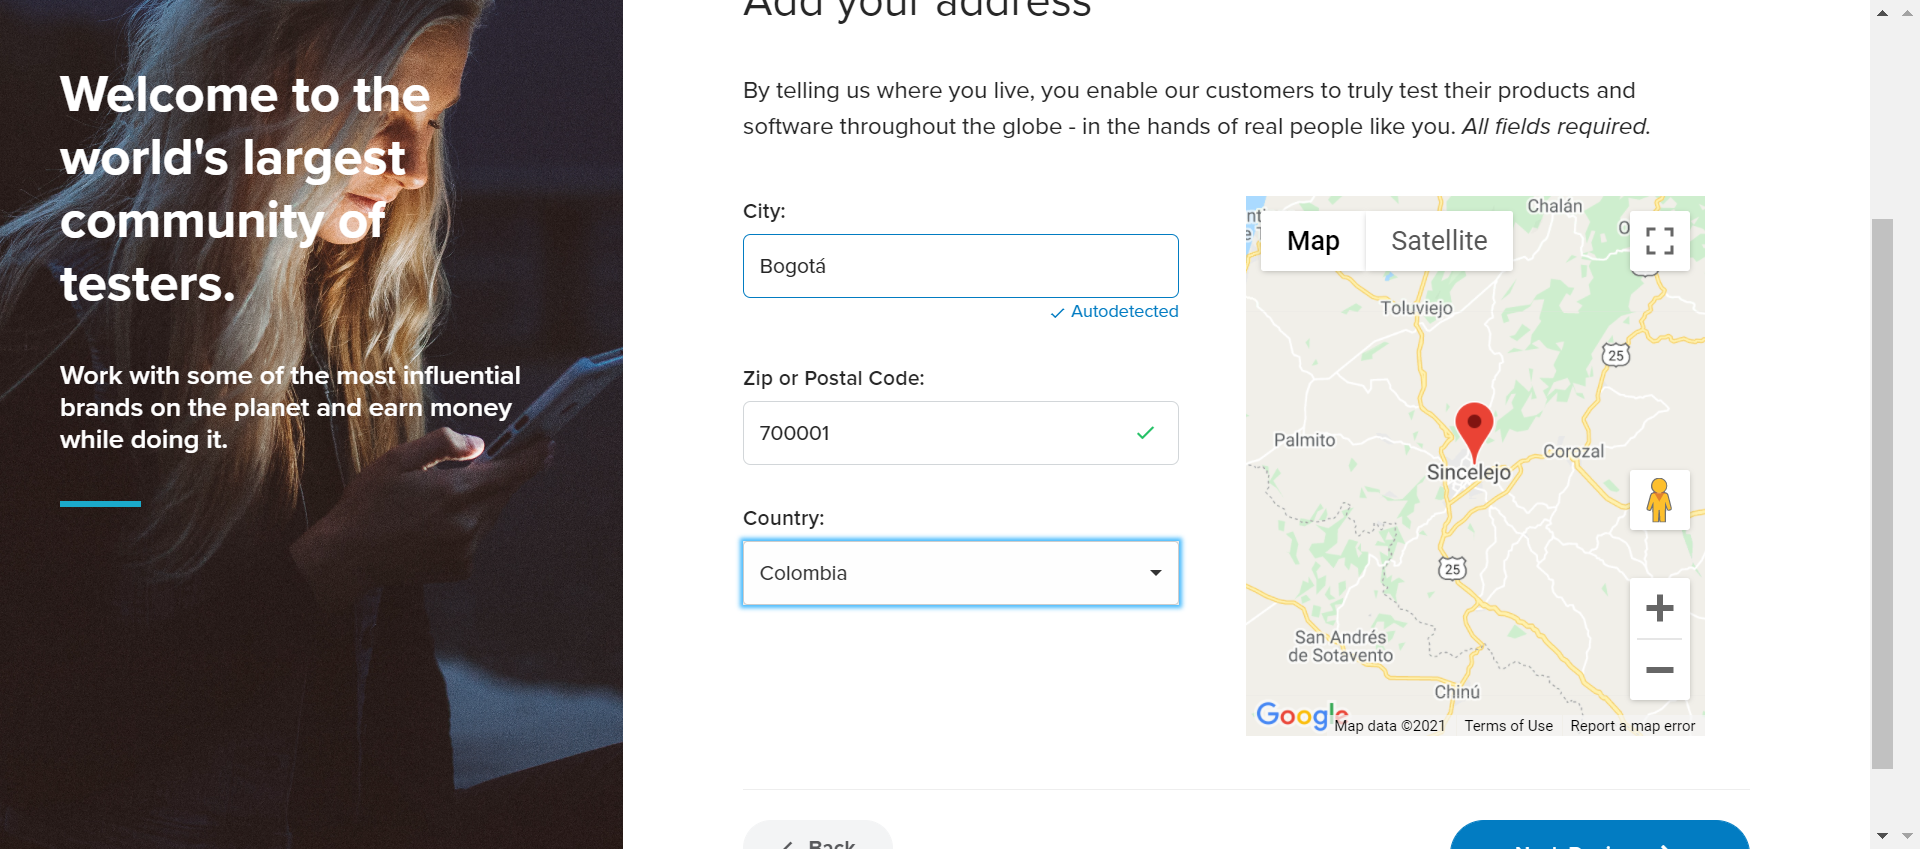 Welcome to the
world's largest
community of
testers.
Work with some of the most influential
brands on the planet and earn money
while doing it.
Add your address
By telling us where you live, you enable our customers to truly test their products and
software throughout the globe - in the hands of real people like you. All fields required.
City:
Bogotá
Autodetected
Zip or Postal Code:
700001
Country:
Colombia
Chalán
Map
Satellite
Toluviejo
25
Palmito
Corozal
Sincelejo
25
San Andrés
de Sotavento
Chinú
Google
Map data ©2021
Terms of Use
Report a map error
Back